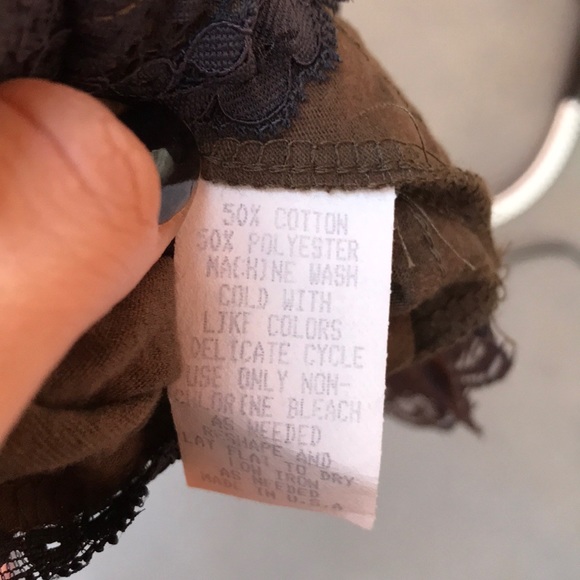 50% COTTON
50% POLYESTER
MACHINE WASH
COLD WITH
LIKE COLORS
DELICATE CYCLE
USE ONLY NON-
CHLORINE BLEACH
AS NEEDED
RESHAPE AND
LAY FLAT TO DRY
LOW IRON
AS NEEDED
MADE IN U.S.A